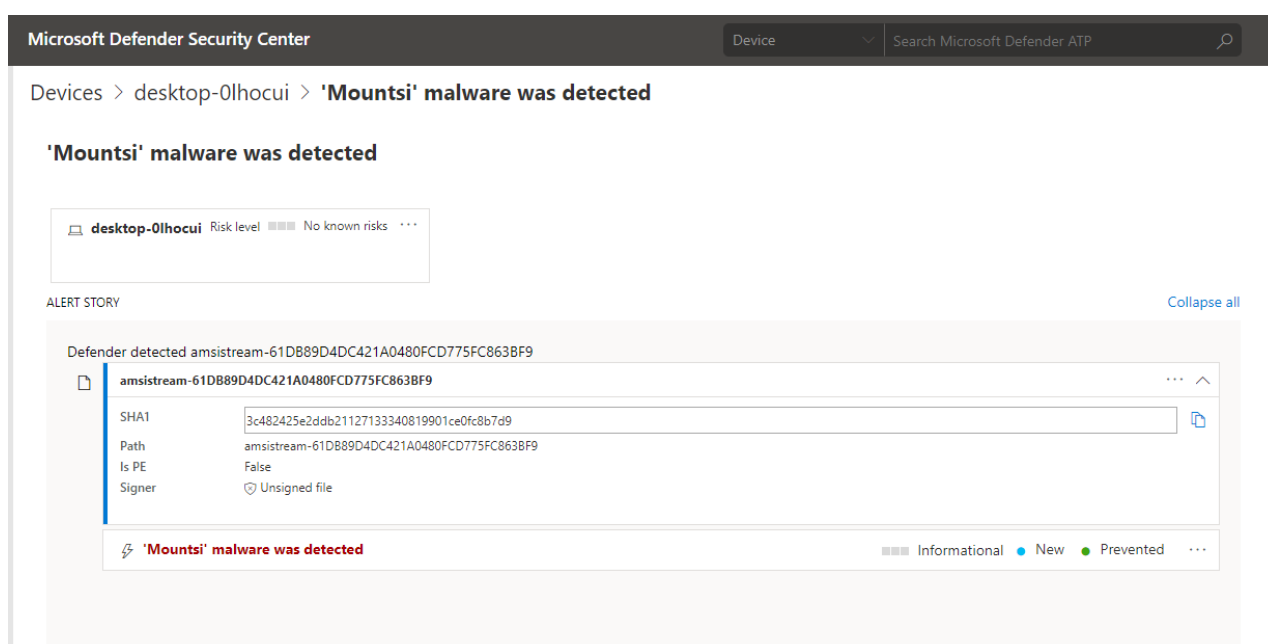 Microsoft Defender Security Center Device Search Microsoft Defender ATP
Devices > desktop-0lhocui > 'Mountsi' malware was detected
'Mountsi' malware was detected
desktop-0lhocui Risk level No known risks ...
ALERT STORY Collapse all
Defender detected amsistream-61DB89D4DC421A0480FCD775FC863BF9
amsistream-61DB89D4DC421A0480FCD775FC863BF9 ...
SHA1 3c482425e2ddb21127133340819901ce0fc8b7d9
Path amsistream-61DB89D4DC421A0480FCD775FC863BF9
Is PE False
Signer Unsigned file
'Mountsi' malware was detected Informational New Prevented ...